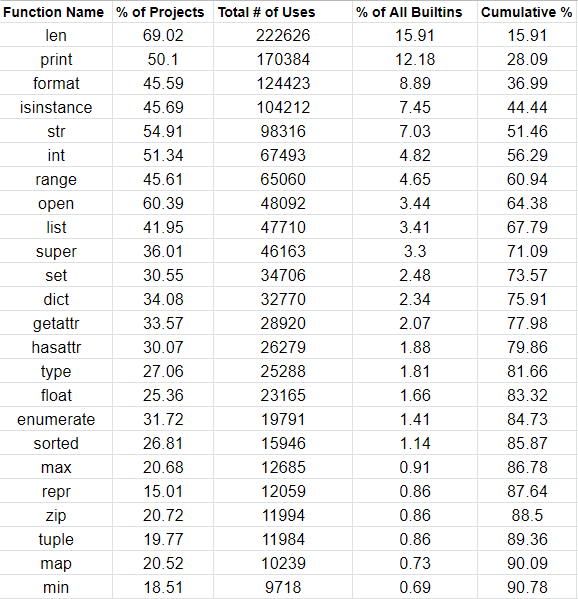 Function Name % of Projects Total # of Uses % of All Builtins Cumulative %
len 69.02 222626 15.91 15.91
print 50.1 170384 12.18 28.09
format 45.59 124423 8.89 36.99
isinstance 45.69 104212 7.45 44.44
str 54.91 98316 7.03 51.46
int 51.34 67493 4.82 56.29
range 45.61 65060 4.65 60.94
open 60.39 48092 3.44 64.38
list 41.95 47710 3.41 67.79
super 36.01 46163 3.3 71.09
set 30.55 34706 2.48 73.57
dict 34.08 32770 2.34 75.91
getattr 33.57 28920 2.07 77.98
hasattr 30.07 26279 1.88 79.86
type 27.06 25288 1.81 81.66
float 25.36 23165 1.66 83.32
enumerate 31.72 19791 1.41 84.73
sorted 26.81 15946 1.14 85.87
max 20.68 12685 0.91 86.78
repr 15.01 12059 0.86 87.64
zip 20.72 11994 0.86 88.5
tuple 19.77 11984 0.86 89.36
map 20.52 10239 0.73 90.09
min 18.51 9718 0.69 90.78